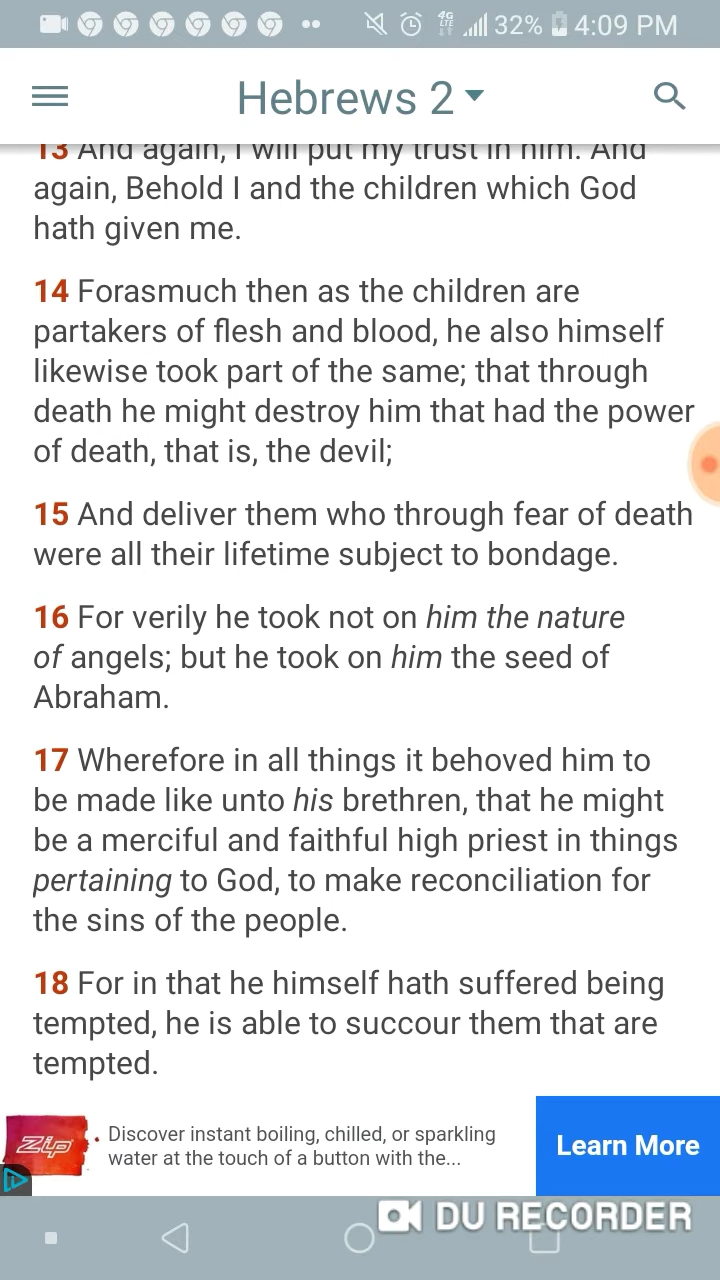 4G
LTE
32%
4:09 PM
Hebrews 2
13 And again, I will put my trust in him. And
again, Behold I and the children which God
hath given me.
14 Forasmuch then as the children are
partakers of flesh and blood, he also himself
likewise took part of the same; that through
death he might destroy him that had the power
of death, that is, the devil;
15 And deliver them who through fear of death
were all their lifetime subject to bondage.
16 For verily he took not on him the nature
of angels; but he took on him the seed of
Abraham.
17 Wherefore in all things it behoved him to
be made like unto his brethren, that he might
be a merciful and faithful high priest in things
pertaining to God, to make reconciliation for
the sins of the people.
18 For in that he himself hath suffered being
tempted, he is able to succour them that are
tempted.
Zip
Discover instant boiling, chilled, or sparkling
water at the touch of a button with the...
Learn More
DU RECORDER